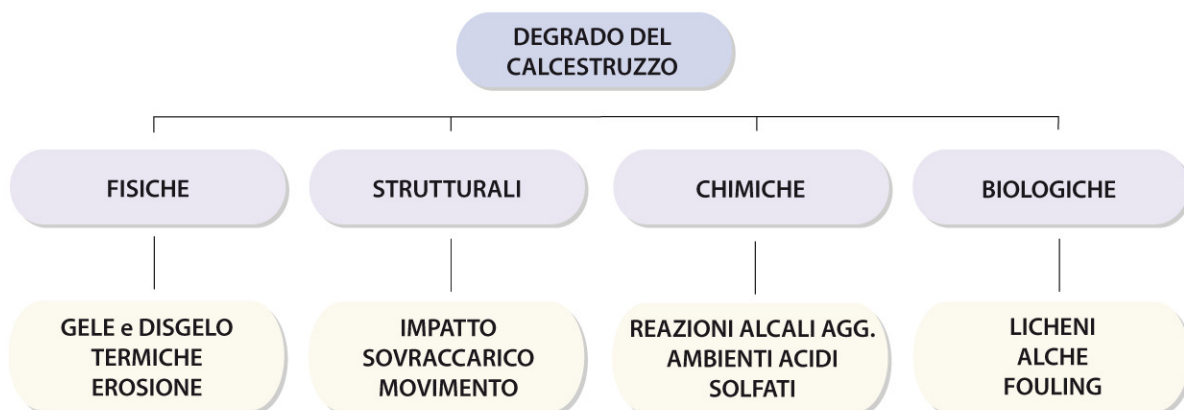 DEGRADO DEL
CALCESTRUZZO
FISICHE
STRUTTURALI
CHIMICHE
BIOLOGICHE
GELE e DISGELO
TERMICHE
EROSIONE
IMPATTO
SOVRACCARICO
MOVIMENTO
REAZIONI ALCALI AGG.
AMBIENTI ACIDI
SOLFATI
LICHENI
ALCHE
FOULING